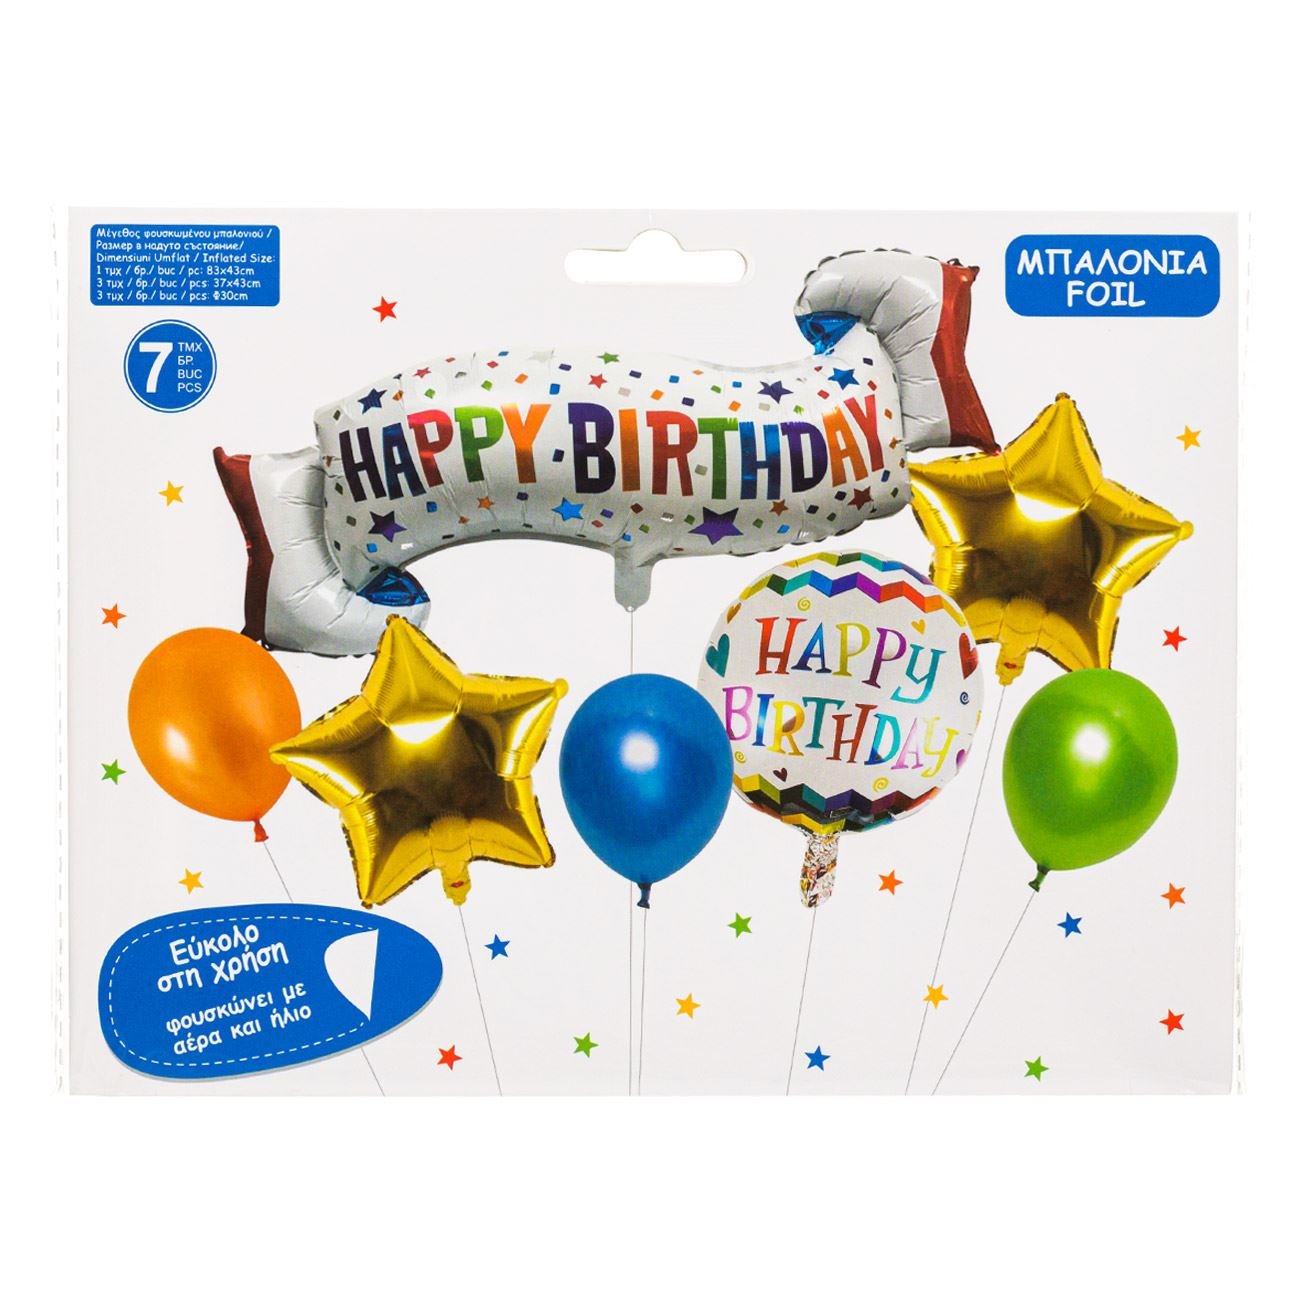 Μέγεθος φουσκωμένου μπαλονιού /
Размер в надуто състояние/
Dimensiuni Umflat / Inflated Size:
1 τμχ / бр./ buc / pc: 83x43cm
3 τμχ / бр./ buc / pcs: 37x43cm
3 τμχ / бр./ buc / pcs: Φ30cm
7 ΤΜΧ
БР.
BUC
PCS
ΜΠΑΛΟΝΙΑ
FOIL
HAPPY BIRTHDAY
HAPPY
BIRTHDAY
Εύκολο
στη χρήση
φουσκώνει με
αέρα και ήλιο